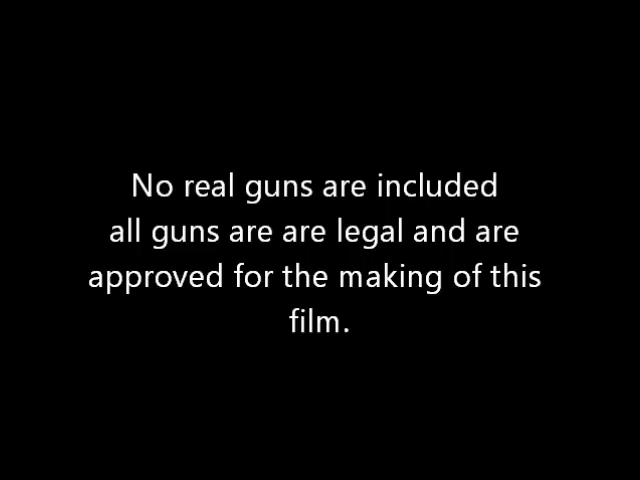 No real guns are included
all guns are are legal and are
approved for the making of this
film.